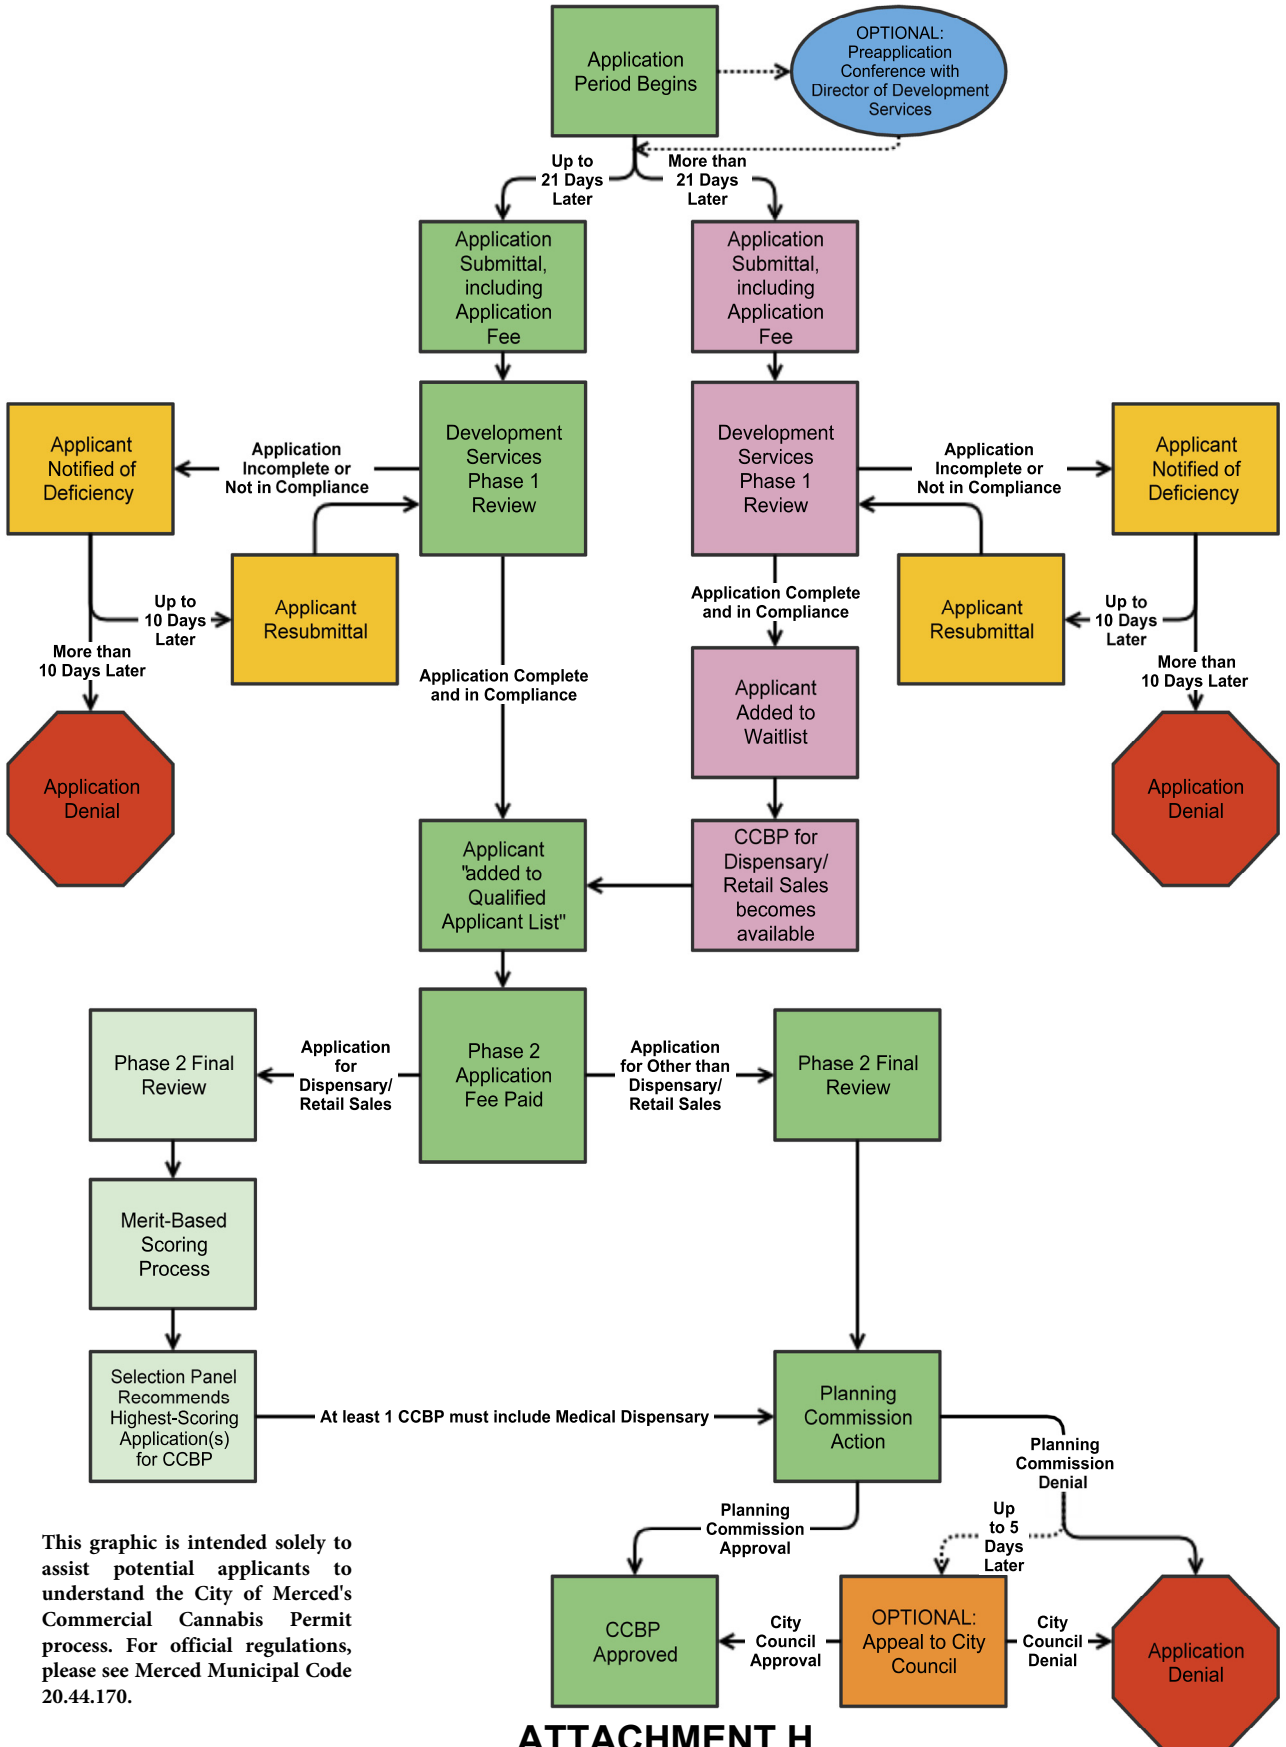 Application
Period Begins
OPTIONAL:
Preapplication
Conference with
Director of Development
Services
Up to
21 Days
Later
More than
21 Days
Later
Application
Submittal,
including
Application
Fee
Application
Submittal,
including
Application
Fee
Applicant
Notified of
Deficiency
Application
Incomplete or
Not in Compliance
Development
Services
Phase 1
Review
Development
Services
Phase 1
Review
Application
Incomplete or
Not in Compliance
Applicant
Notified of
Deficiency
Up to
10 Days
Later
Applicant
Resubmittal
More than
10 Days Later
Application Complete
and in Compliance
Application Complete
and in Compliance
Applicant
Resubmittal
Up to
10 Days
Later
More than
10 Days Later
Applicant
Added to
Waitlist
Application
Denial
Application
Denial
Applicant
"added to
Qualified
Applicant List"
CCBP for
Dispensary/
Retail Sales
becomes
available
Phase 2 Final
Review
Application
for
Dispensary/
Retail Sales
Phase 2
Application
Fee Paid
Application
for Other than
Dispensary/
Retail Sales
Phase 2 Final
Review
Merit-Based
Scoring
Process
Selection Panel
Recommends
Highest-Scoring
Application(s)
for CCBP
At least 1 CCBP must include Medical Dispensary
Planning
Commission
Action
Planning
Commission
Denial
Planning
Commission
Approval
Up
to 5
Days
Later
This graphic is intended solely to
assist potential applicants to
understand the City of Merced's
Commercial Cannabis Permit
process. For official regulations,
please see Merced Municipal Code
20.44.170.
CCBP
Approved
City
Council
Approval
OPTIONAL:
Appeal to City
Council
City
Council
Denial
Application
Denial
ATTACHMENT H